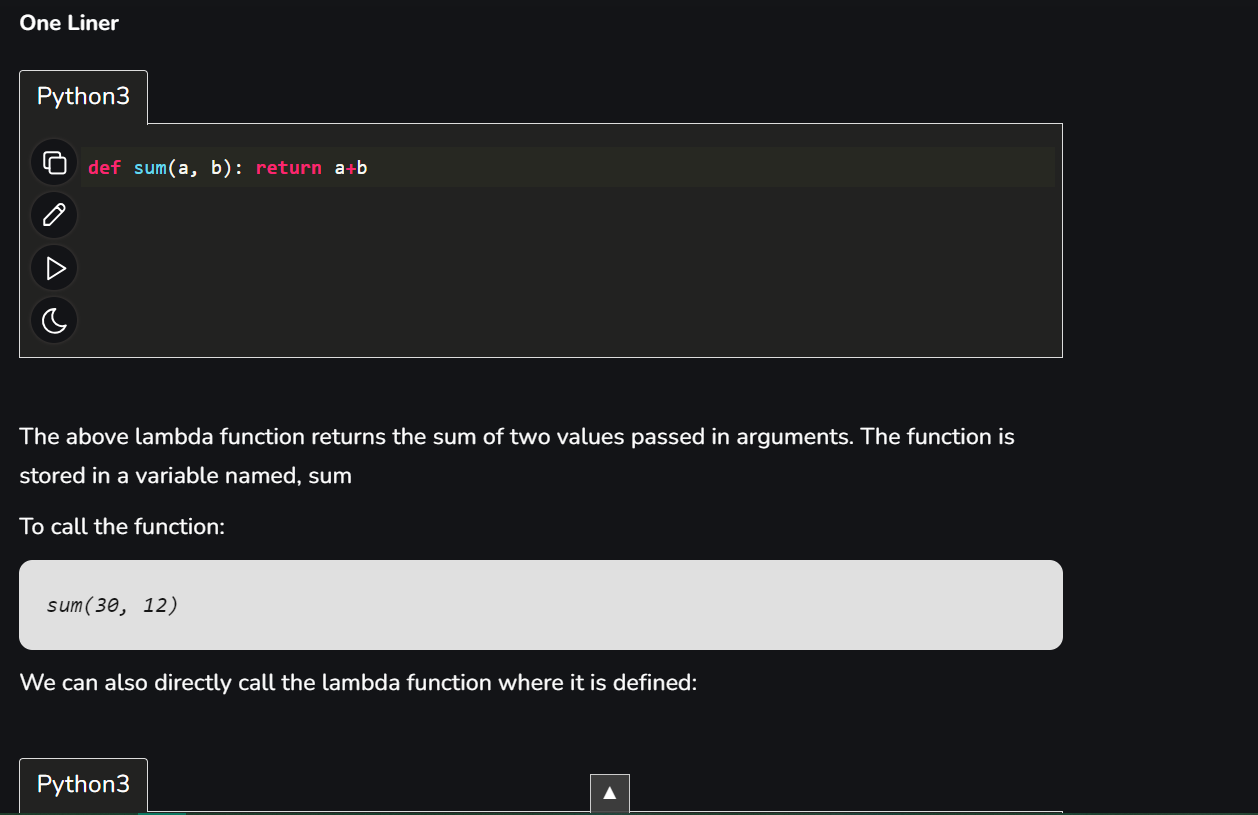 One Liner
Python3
def sum(a, b): return a+b
The above lambda function returns the sum of two values passed in arguments. The function is
stored in a variable named, sum
To call the function:
sum(30, 12)
We can also directly call the lambda function where it is defined:
Python3